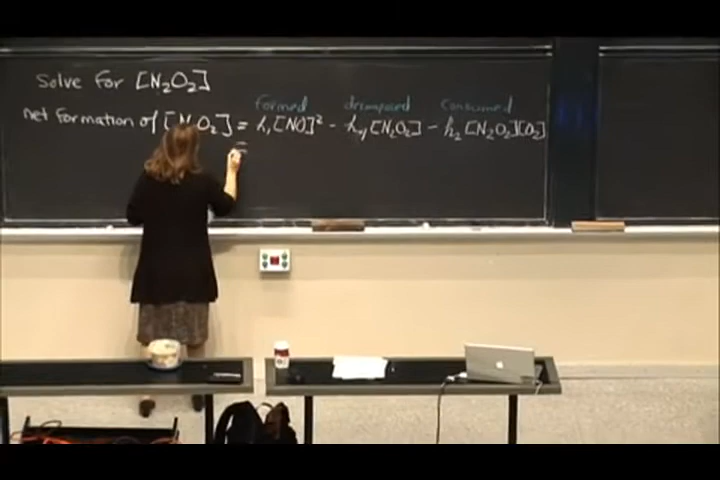 Solve for [N₂O₂]
formed decomposed consumed
net formation of [N₂O₂] = k₁[NO]² - k₋₁[N₂O₂] - k₂[N₂O₂][O₂]
=